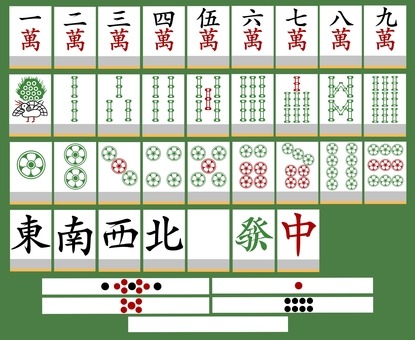 一萬 二萬 三萬 四萬 伍萬 六萬 七萬 八萬 九萬
東 南 西 北 發 中